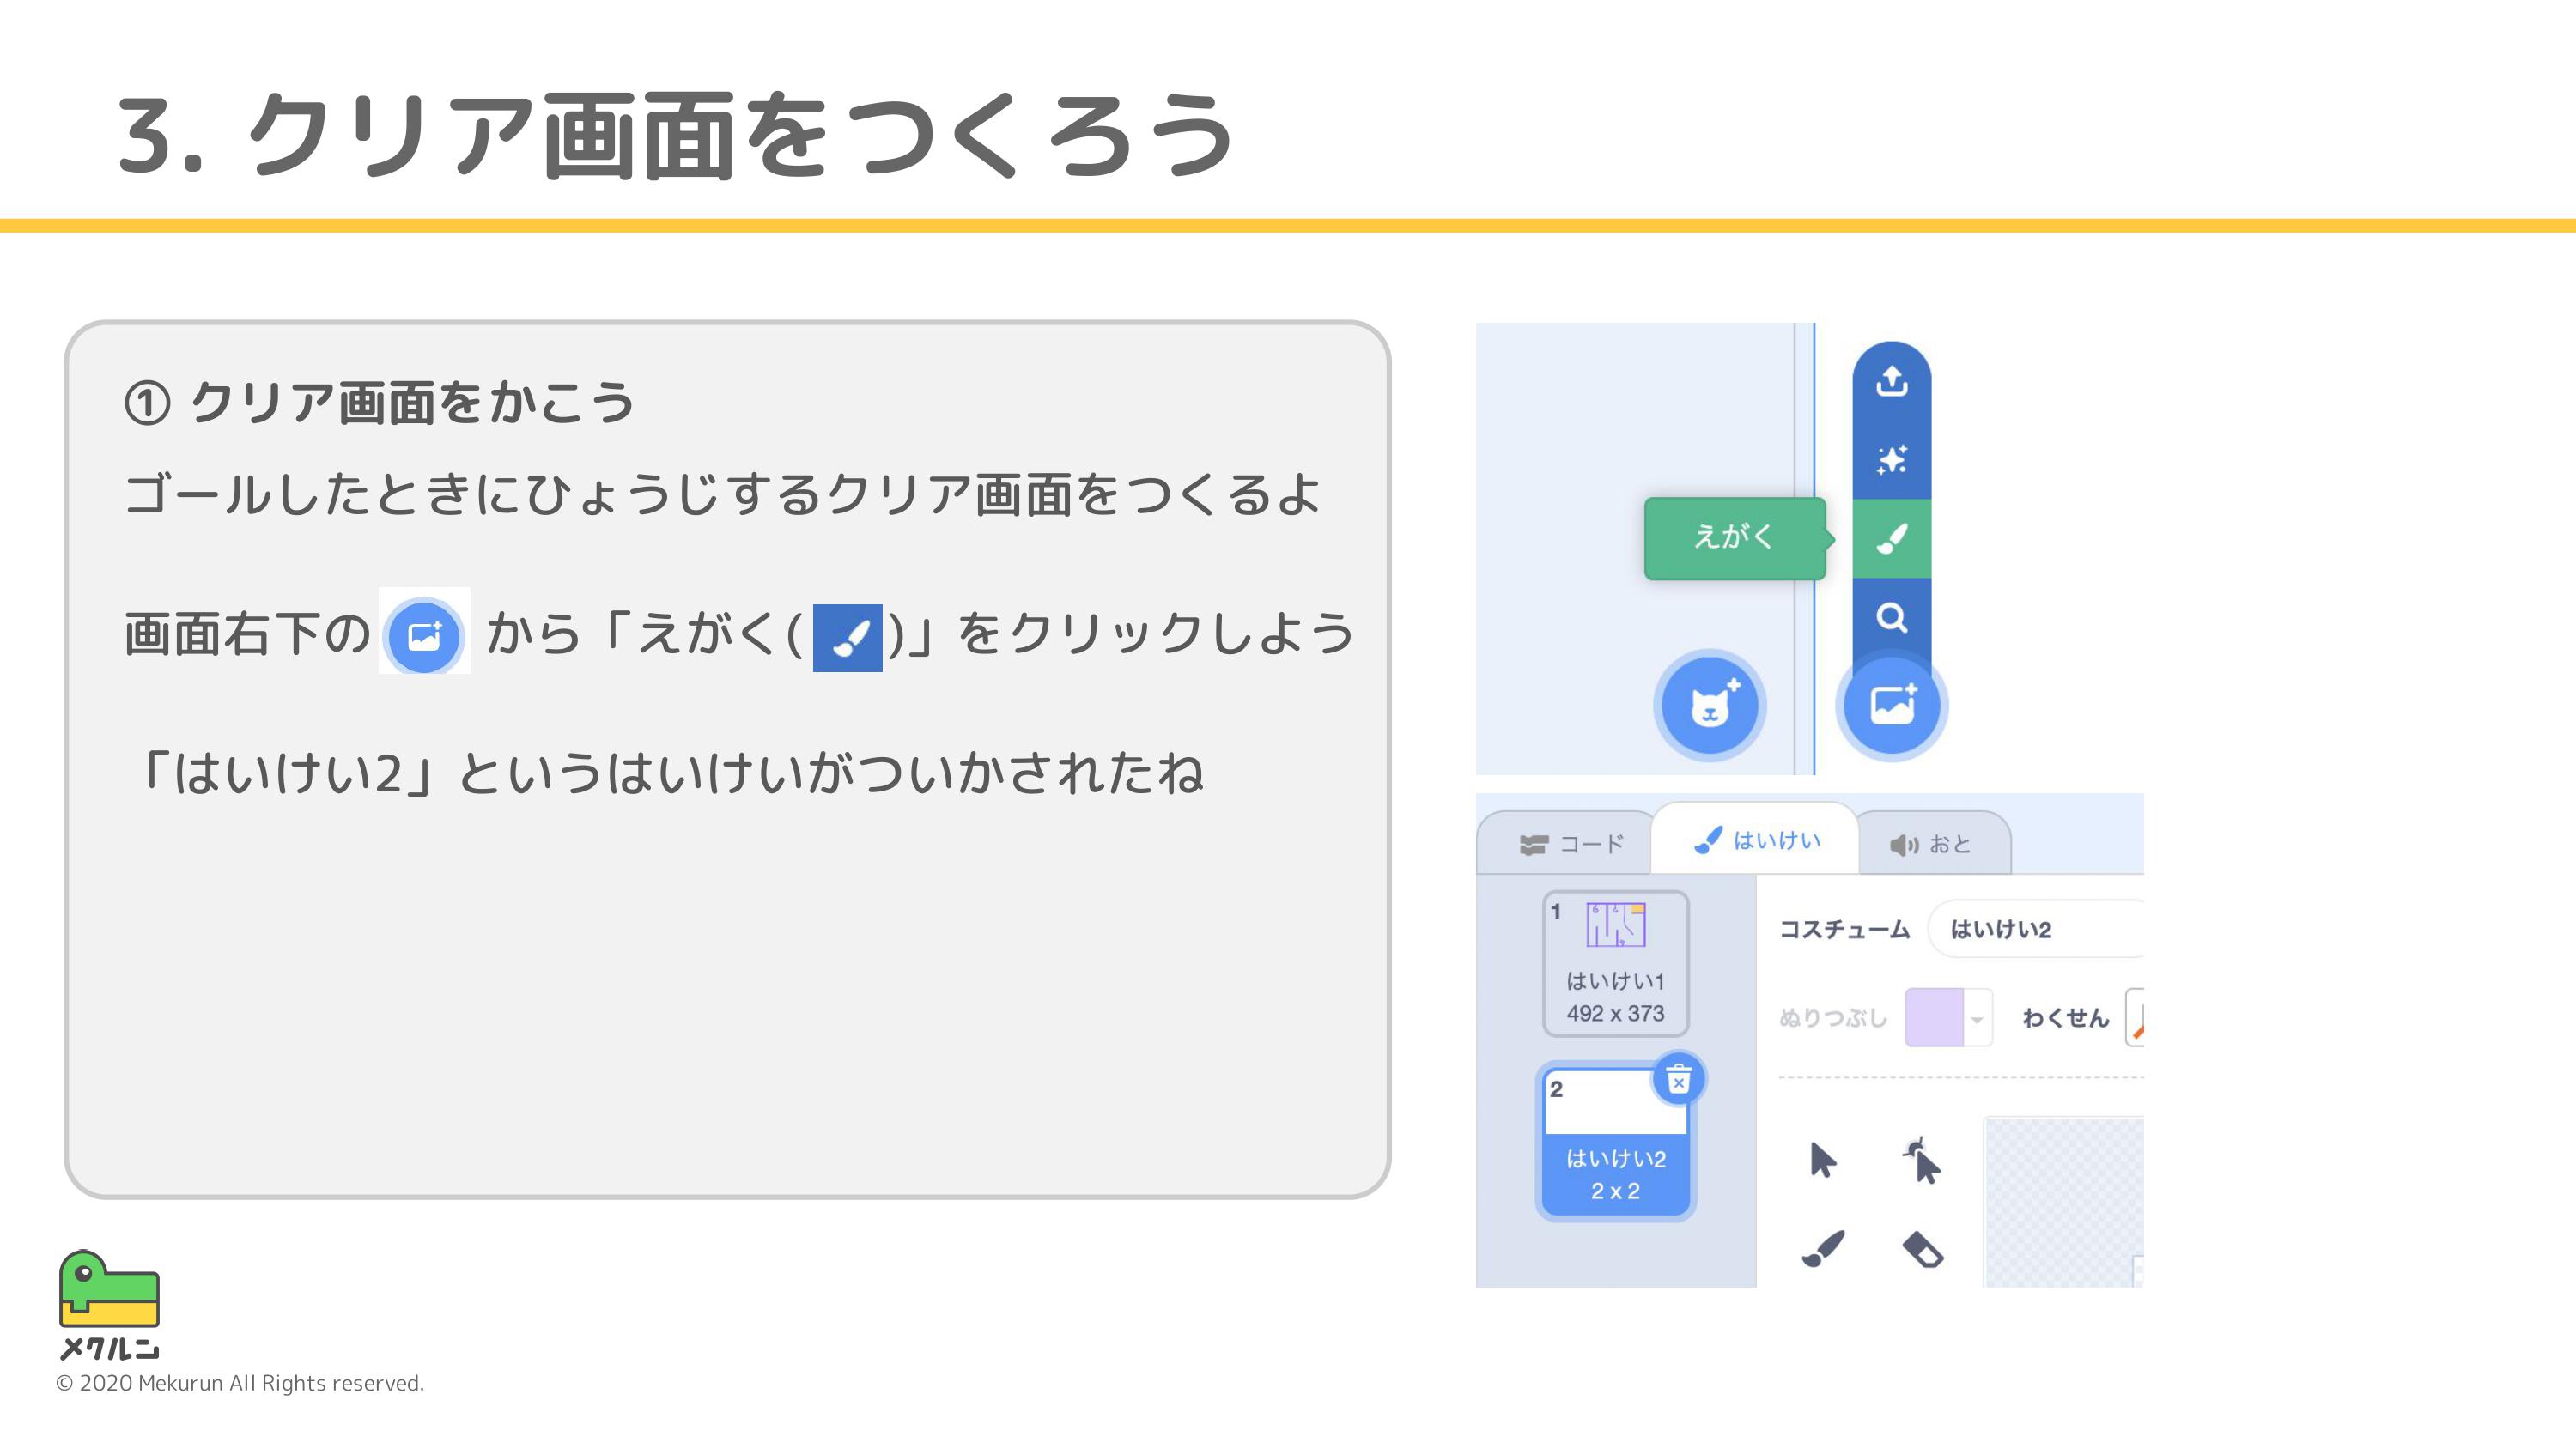 3. クリア画面をつくろう
① クリア画面をかこう
ゴールしたときにひょうじするクリア画面をつくるよ
画面右下の から「えがく( )」をクリックしよう
「はいけい2」というはいけいがついかされたね
えがく
コード はいけい おと
1
はいけい1
492 x 373
2
はいけい2
2 x 2
コスチューム はいけい2
ぬりつぶし わくせん
メクルン
© 2020 Mekurun All Rights reserved.